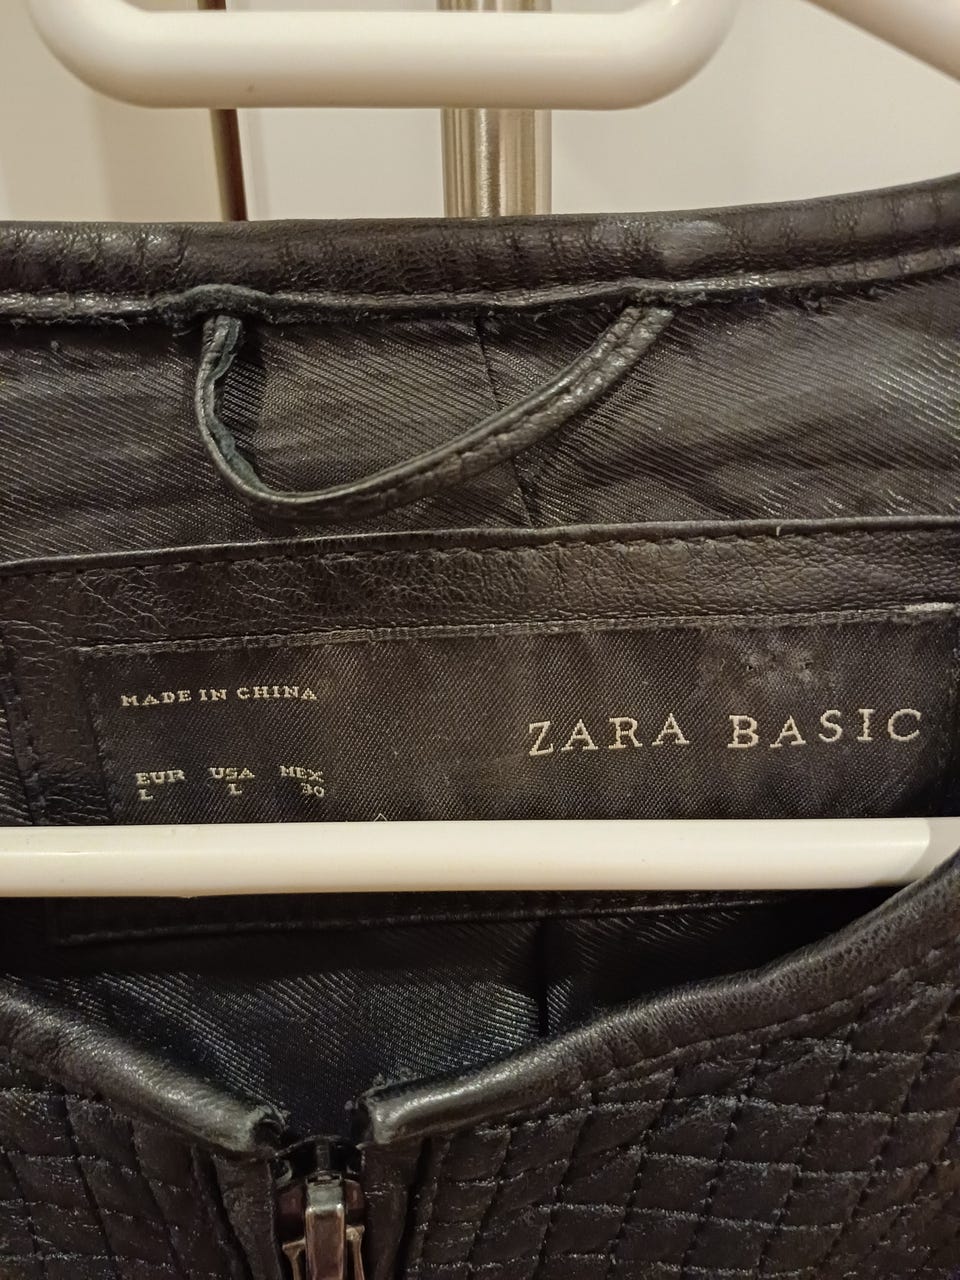 MADE IN CHINA
ZARA BASIC
EUR USA MEX
L L 30